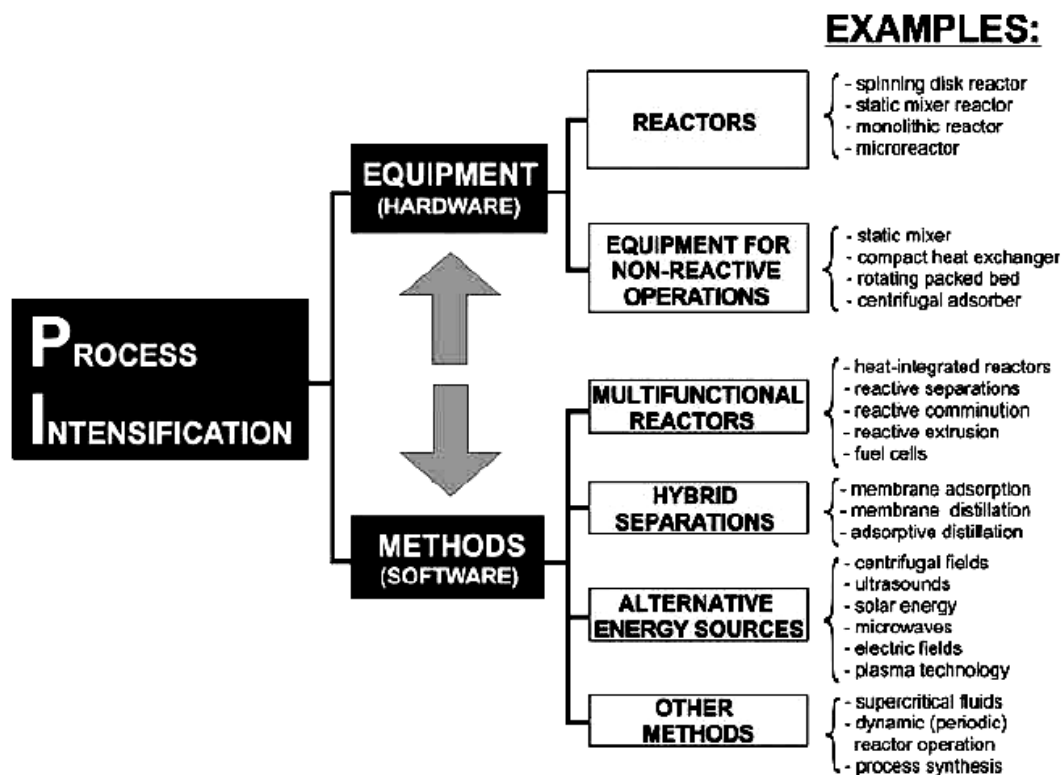 EXAMPLES:
- spinning disk reactor
- static mixer reactor
- monolithic reactor
- microreactor
REACTORS
EQUIPMENT
(HARDWARE)
EQUIPMENT FOR
NON-REACTIVE
OPERATIONS
- static mixer
- compact heat exchanger
- rotating packed bed
- centrifugal adsorber
PROCESS
INTENSIFICATION
MULTIFUNCTIONAL
REACTORS
- heat-integrated reactors
- reactive separations
- reactive comminution
- reactive extrusion
- fuel cells
HYBRID
SEPARATIONS
- membrane adsorption
- membrane distillation
- adsorptive distillation
METHODS
(SOFTWARE)
ALTERNATIVE
ENERGY SOURCES
- centrifugal fields
- ultrasounds
- solar energy
- microwaves
- electric fields
- plasma technology
OTHER
METHODS
- supercritical fluids
- dynamic (periodic)
reactor operation
- process synthesis